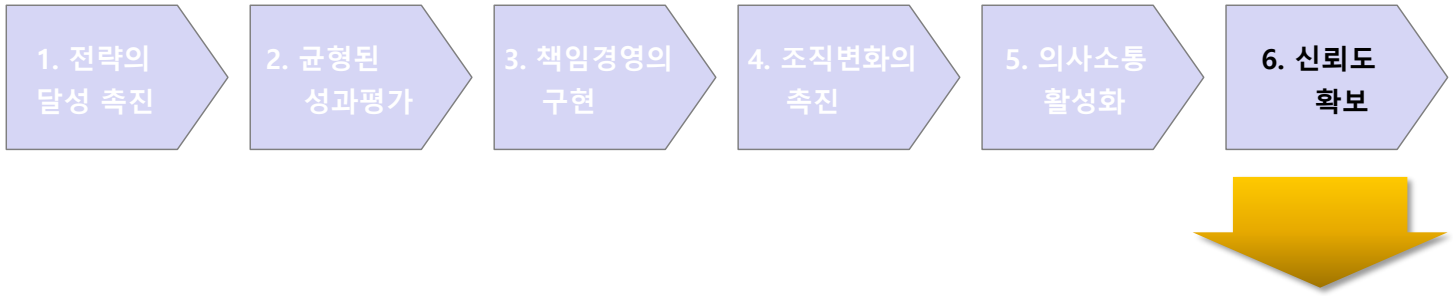 1. 전략의
달성 촉진
2. 균형된
성과평가
3. 책임경영의
구현
4. 조직변화의
촉진
5. 의사소통
활성화
6. 신뢰도
확보